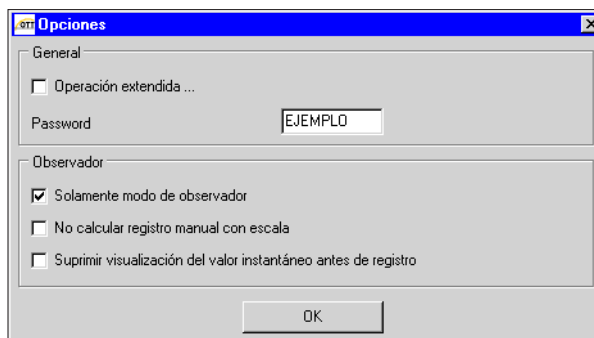 OTT Opciones
General
Operación extendida ...
Password EJEMPLO
Observador
Solamente modo de observador
No calcular registro manual con escala
Suprimir visualización del valor instantáneo antes de registro
OK